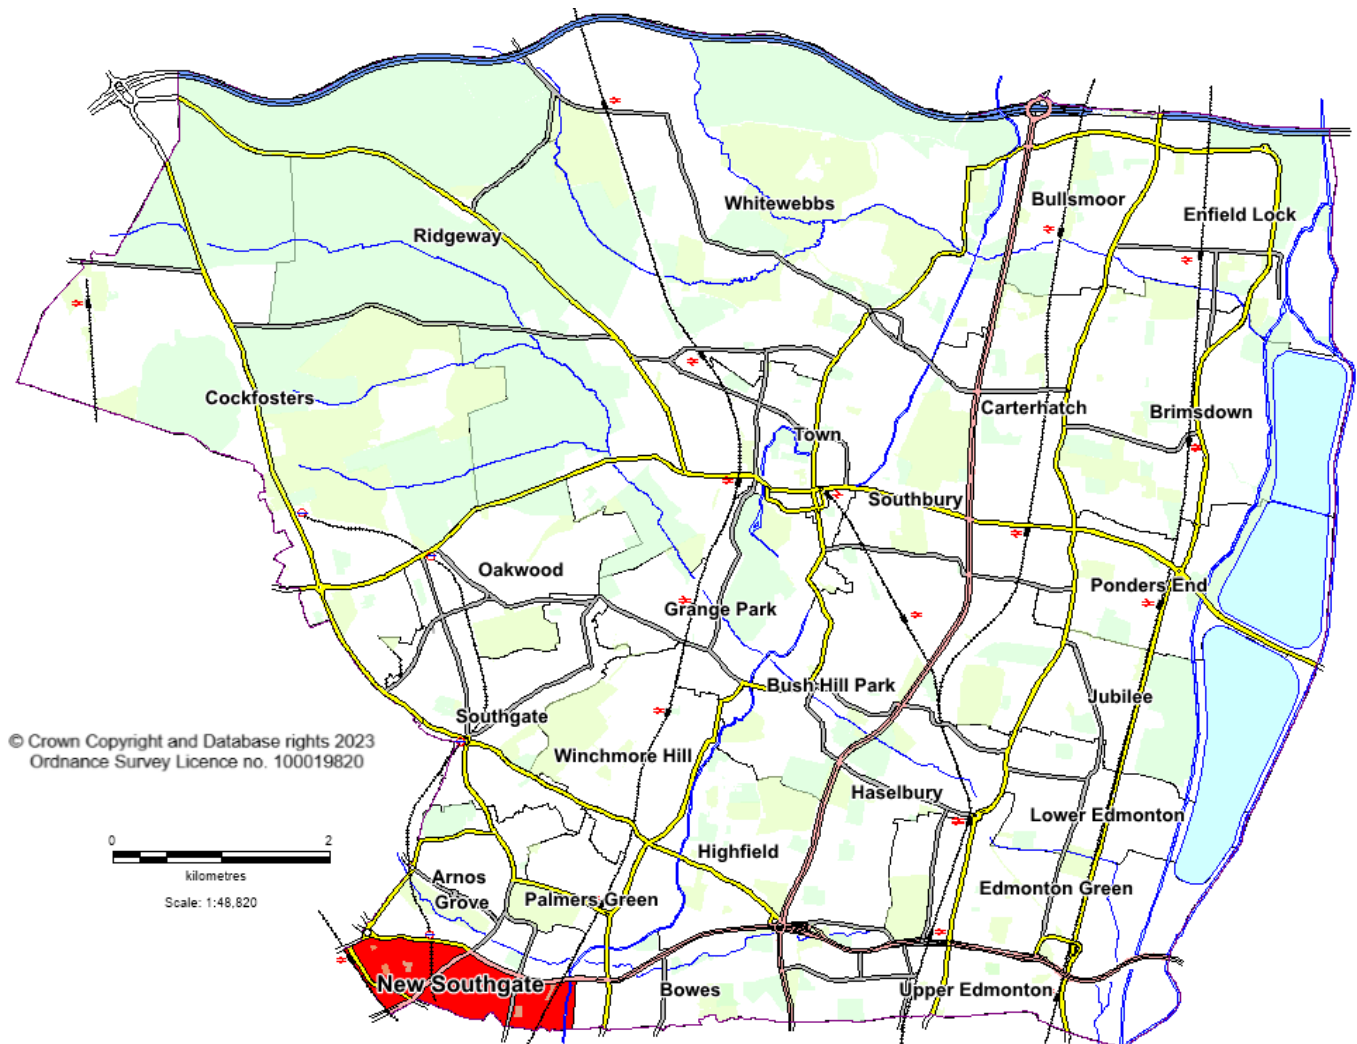 Whitewebbs
Bullsmoor
Enfield Lock
Ridgeway
Cockfosters
Carterhatch
Brimsdown
Town
Southbury
Oakwood
Grange Park
Ponders End
Bush Hill Park
Jubilee
Southgate
© Crown Copyright and Database rights 2023
Ordnance Survey Licence no. 100019820
Winchmore Hill
Haselbury
Lower Edmonton
0 2
kilometres
Scale: 1:48,820
Highfield
Arnos
Grove
Palmers Green
Edmonton Green
New Southgate
Bowes
Upper Edmonton